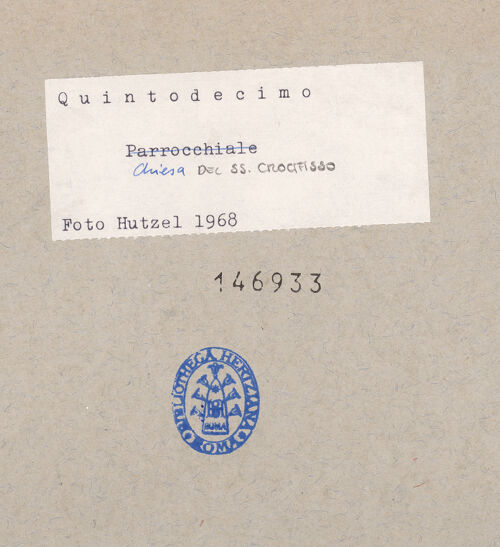 Quintodecimo
Parrocchiale
Chiesa DEL SS. CROCIFISSO
Foto Hutzel 1968
146933
BIBLIOTHECA HERTZIANA
ROMA